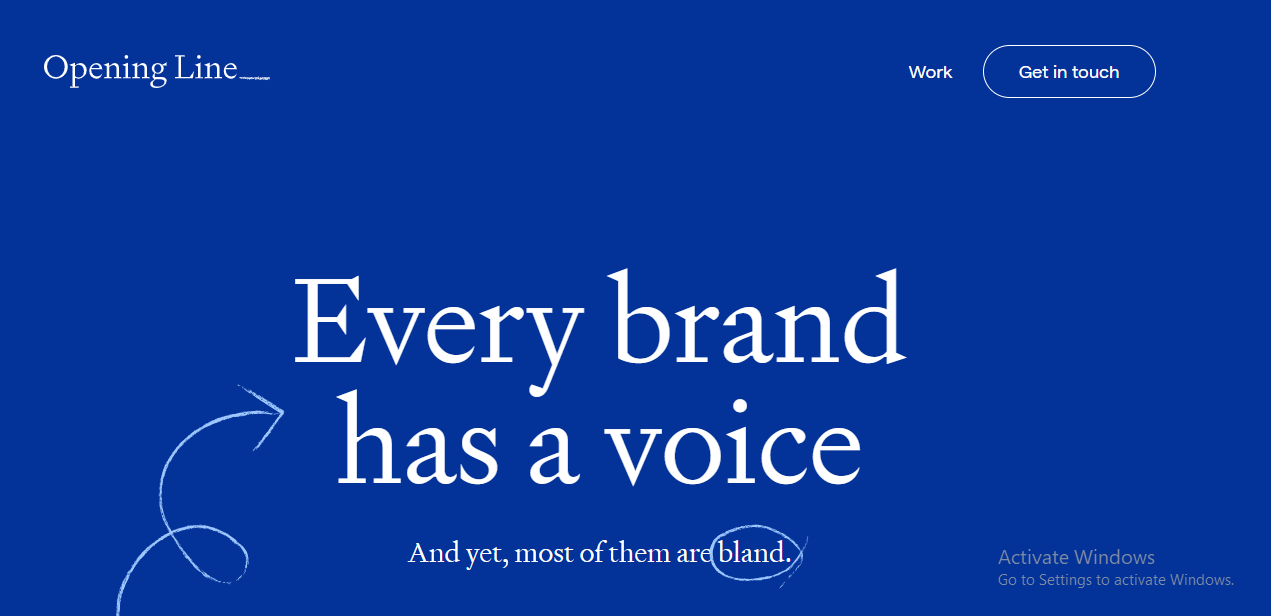 Opening Line
Work
Get in touch
Every brand
has a voice
And yet, most of them are bland.
Activate Windows
Go to Settings to activate Windows.